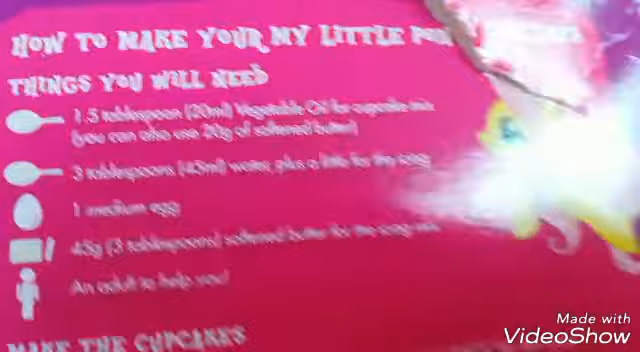 HOW TO MAKE YOUR MY LITTLE
THINGS YOU WILL NEED
1.5 tablespoon (20ml) Vegetable Oil for cupcake mix
(you can also use 20g of softened butter)
3 tablespoons (45ml) water, plus a little for the icing
1 medium egg
45g (3 tablespoons) softened butter for the icing mix
An adult to help you!
MAKE THE CUPCAKES
Made with
VideoShow